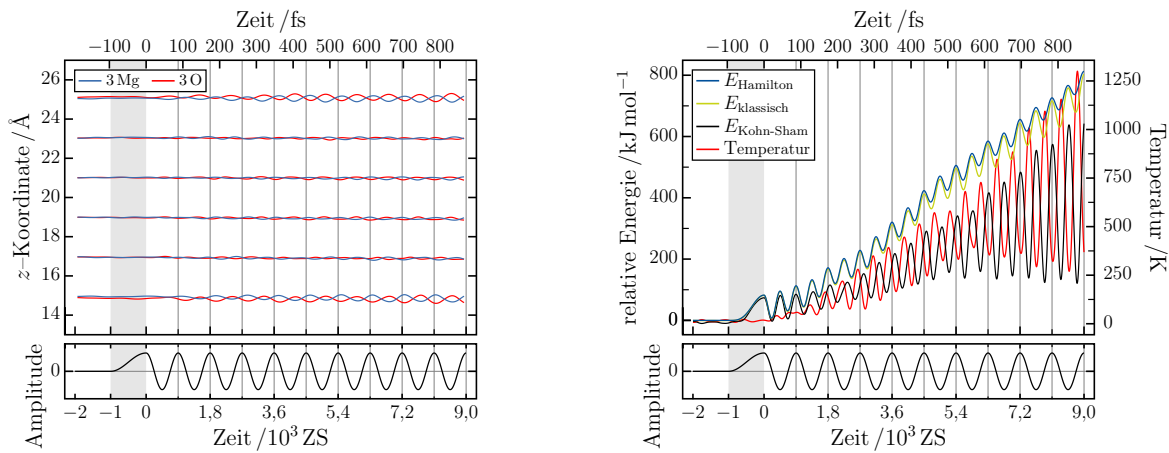 Zeit /fs
−100 0 100 200 300 400 500 600 700 800
3 Mg 3 O
26
24
22
20
18
16
14
z–Koordinate /Å
0
Amplitude
−2 −1 0 1,8 3,6 5,4 7,2 9,0
Zeit /10³ ZS
Zeit /fs
−100 0 100 200 300 400 500 600 700 800
E Hamilton
E klassisch
E Kohn-Sham
Temperatur
800
600
400
200
0
relative Energie /kJ mol⁻¹
1250
1000
750
500
250
0
Temperatur /K
0
Amplitude
−2 −1 0 1,8 3,6 5,4 7,2 9,0
Zeit /10³ ZS